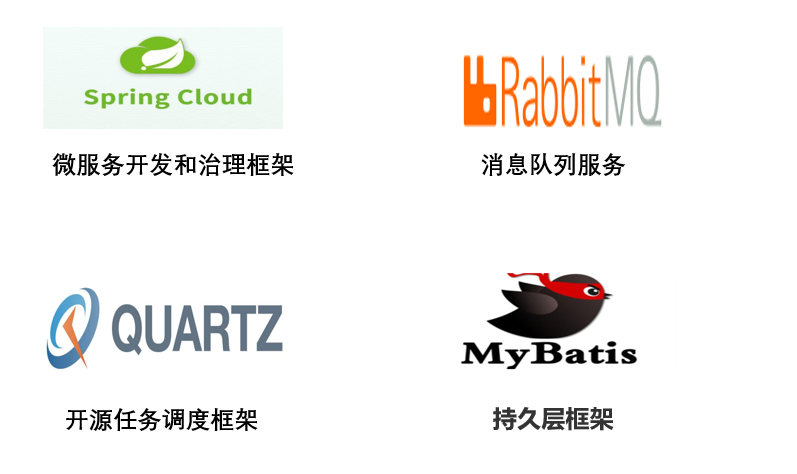 Spring Cloud
RabbitMQ
微服务开发和治理框架
消息队列服务
QUARTZ
MyBatis
开源任务调度框架
持久层框架